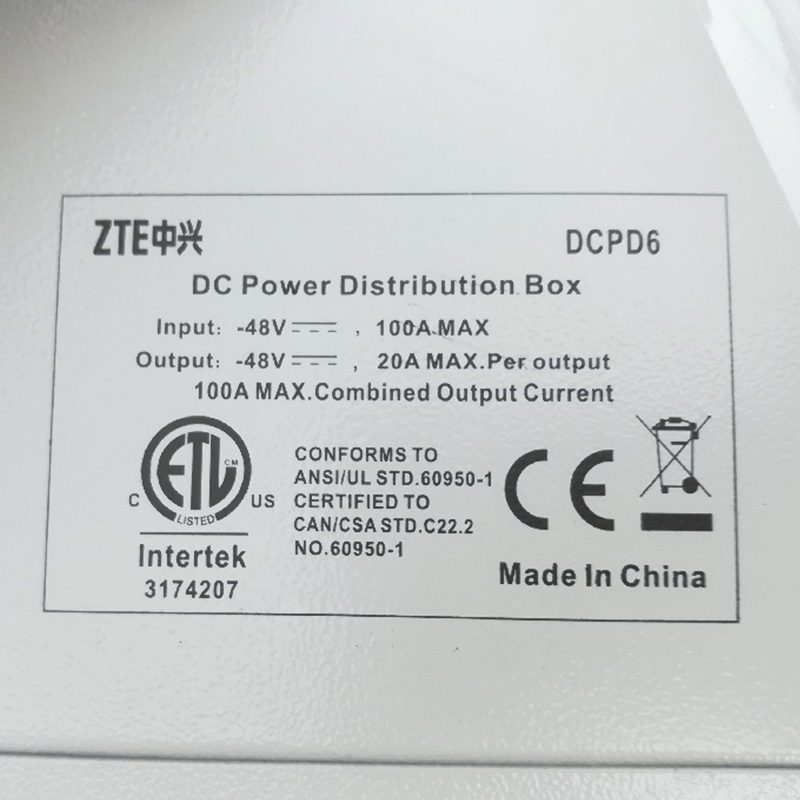 ZTE中兴
DCPD6
DC Power Distribution Box
Input: -48V⎓, 100A.MAX
Output: -48V⎓, 20A MAX.Per output
100A MAX.Combined Output Current
ETL CM
LISTED
C US
Intertek
3174207
CONFORMS TO
ANSI/UL STD.60950-1
CERTIFIED TO
CAN/CSA STD.C22.2
NO.60950-1
CE
Made In China